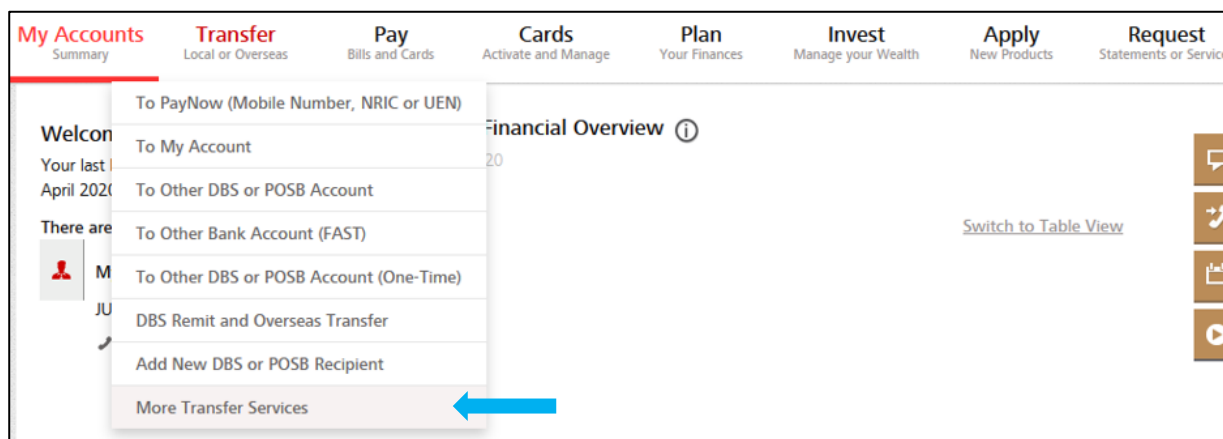 My Accounts Transfer Pay Cards Plan Invest Apply Request
Summary Local or Overseas Bills and Cards Activate and Manage Your Finances Manage your Wealth New Products Statements or Service
To PayNow (Mobile Number, NRIC or UEN)
Welcom Financial Overview
To My Account
Your last 20
April 2020 To Other DBS or POSB Account
There are To Other Bank Account (FAST) Switch to Table View
M To Other DBS or POSB Account (One-Time)
JU DBS Remit and Overseas Transfer
Add New DBS or POSB Recipient
More Transfer Services